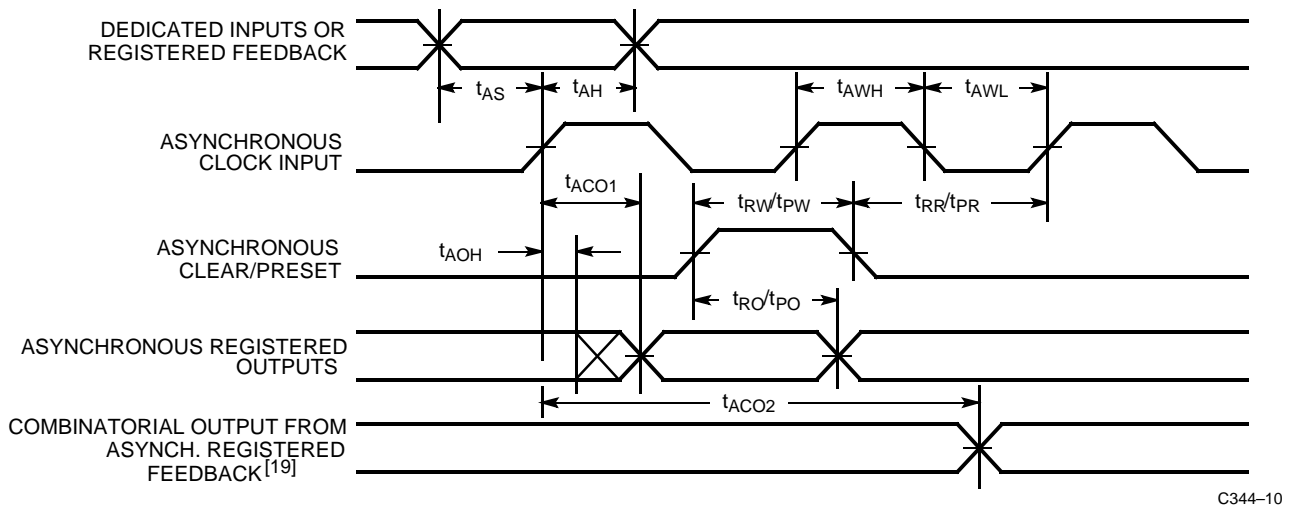 DEDICATED INPUTS OR
REGISTERED FEEDBACK
tAS
tAH
tAWH
tAWL
ASYNCHRONOUS
CLOCK INPUT
tACO1
tRW/tPW
tRR/tPR
ASYNCHRONOUS
CLEAR/PRESET
tAOH
tRO/tPO
ASYNCHRONOUS REGISTERED
OUTPUTS
tACO2
COMBINATORIAL OUTPUT FROM
ASYNCH. REGISTERED
FEEDBACK[19]
C344–10